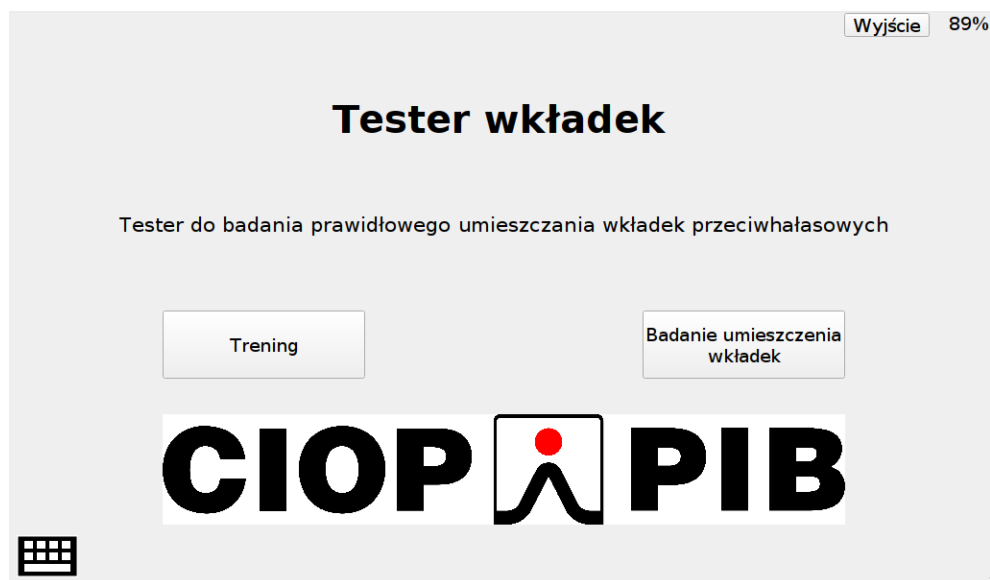 Wyjście 89%
Tester wkładek
Tester do badania prawidłowego umieszczania wkładek przeciwhałasowych
Trening
Badanie umieszczenia
wkładek
CIOP PIB